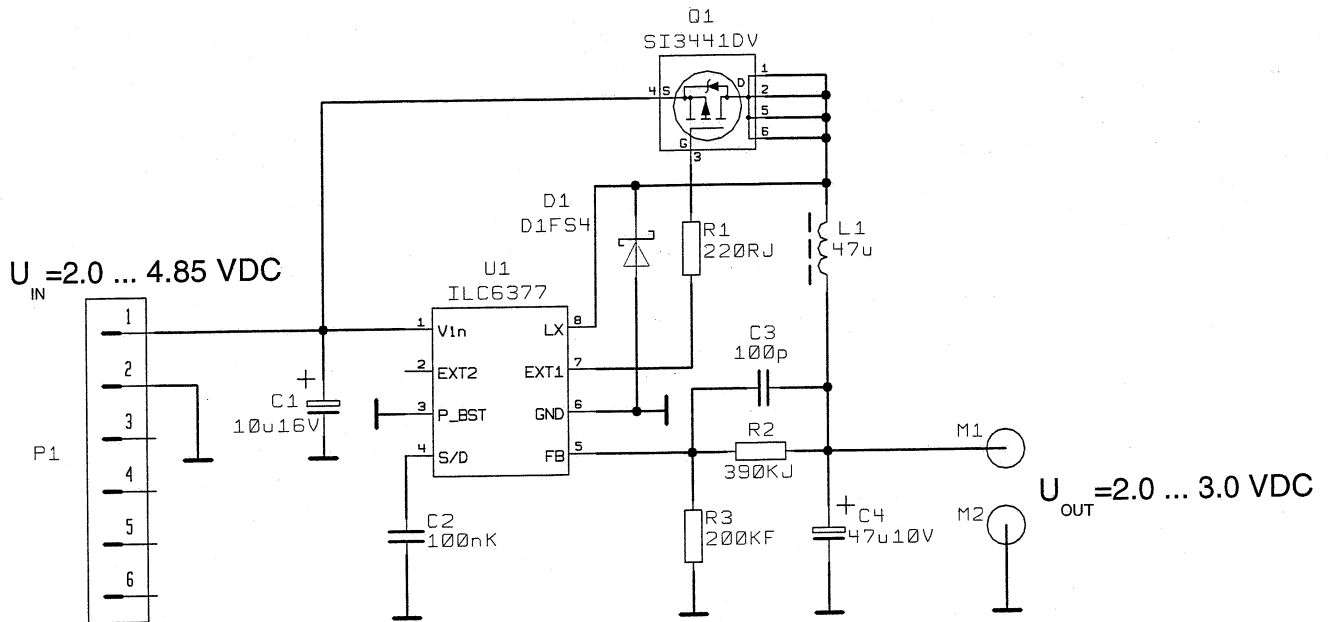 Q1
SI3441DV
4 S D 1
2
5
6
G
3
D1
D1FS4
R1
220RJ
L1
47u
U IN =2.0 ... 4.85 VDC
U1
ILC6377
1
2
3
4
5
6
P1
+
C1
10u16V
1 VIn LX 8
2 EXT2 EXT1 7
3 P_BST GND 6
4 S/D FB 5
C2
100nK
C3
100p
R2
390KJ
R3
200KF
+ C4
47u10V
M1
M2
U OUT =2.0 ... 3.0 VDC